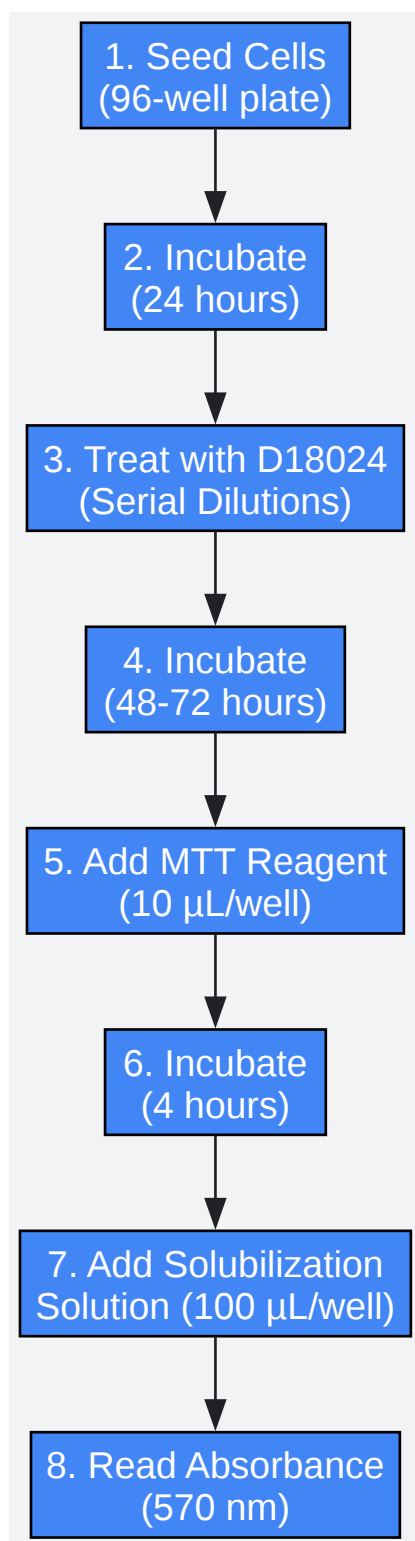 1. Seed Cells
(96-well plate)
2. Incubate
(24 hours)
3. Treat with D18024
(Serial Dilutions)
4. Incubate
(48-72 hours)
5. Add MTT Reagent
(10 µL/well)
6. Incubate
(4 hours)
7. Add Solubilization
Solution (100 µL/well)
8. Read Absorbance
(570 nm)